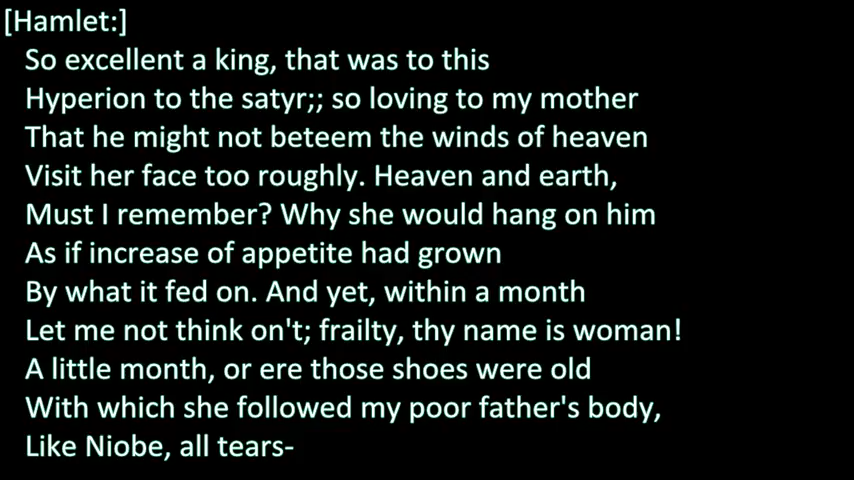 [Hamlet:]
So excellent a king, that was to this
Hyperion to the satyr;; so loving to my mother
That he might not beteem the winds of heaven
Visit her face too roughly. Heaven and earth,
Must I remember? Why she would hang on him
As if increase of appetite had grown
By what it fed on. And yet, within a month
Let me not think on't; frailty, thy name is woman!
A little month, or ere those shoes were old
With which she followed my poor father's body,
Like Niobe, all tears-